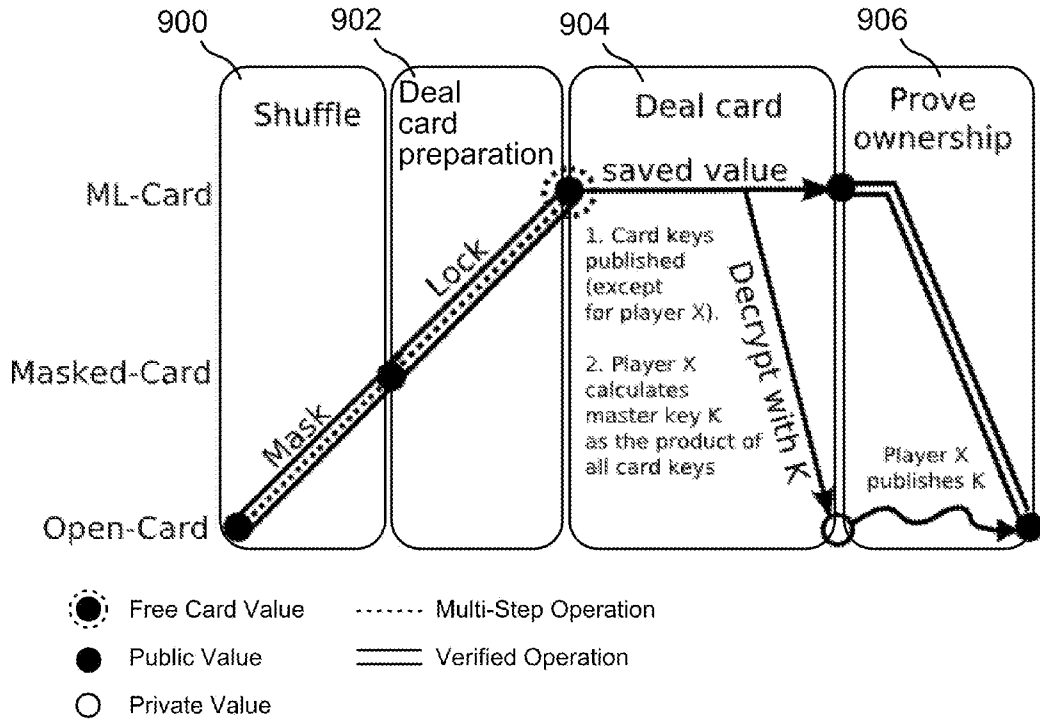 900
902
904
906
Shuffle
Deal
card
preparation
Deal card
Prove
ownership
ML-Card
saved value
Lock
1. Card keys
published
(except
for player X).
Decrypt with K
Masked-Card
2. Player X
calculates
master key K
as the product of
all card keys
Mask
Player X
publishes K
Open-Card
Free Card Value
Multi-Step Operation
Public Value
Verified Operation
Private Value